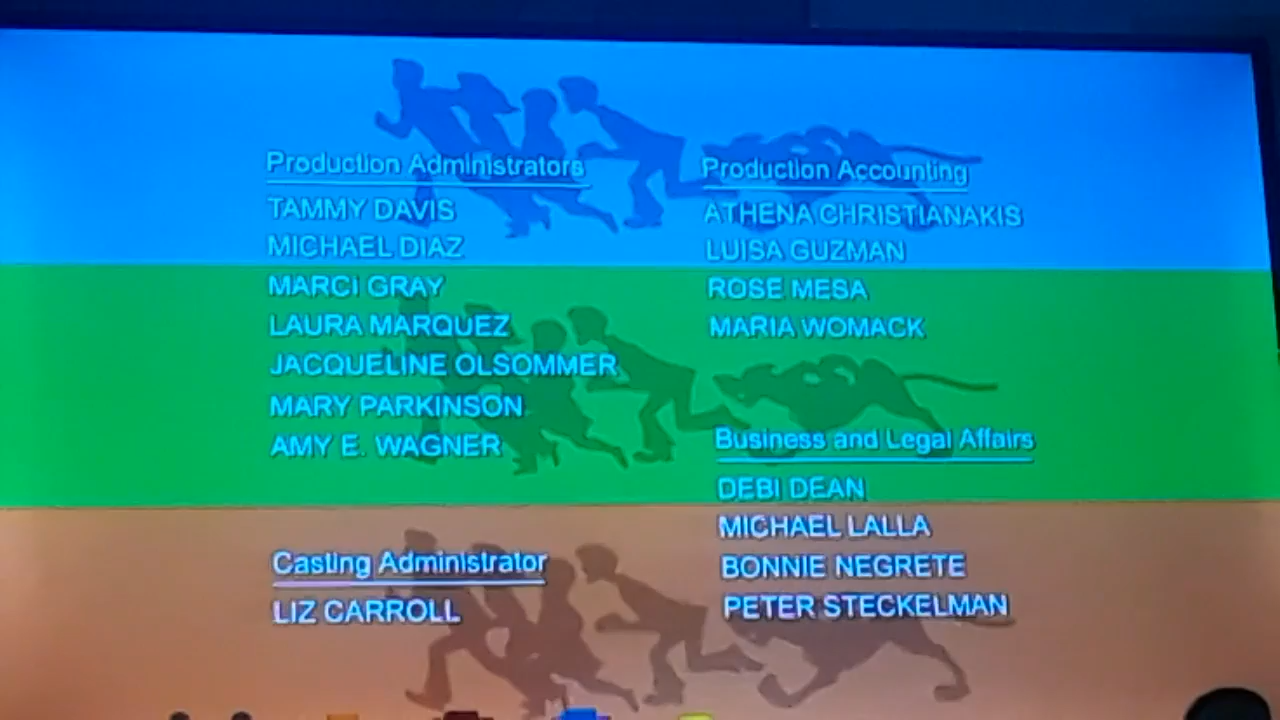 Production Administrators
TAMMY DAVIS
MICHAEL DIAZ
MARCI GRAY
LAURA MARQUEZ
JACQUELINE OLSOMMER
MARY PARKINSON
AMY E. WAGNER
Casting Administrator
LIZ CARROLL
Production Accounting
ATHENA CHRISTIANAKIS
LUISA GUZMAN
ROSE MESA
MARIA WOMACK
Business and Legal Affairs
DEBI DEAN
MICHAEL LALLA
BONNIE NEGRETE
PETER STECKELMAN